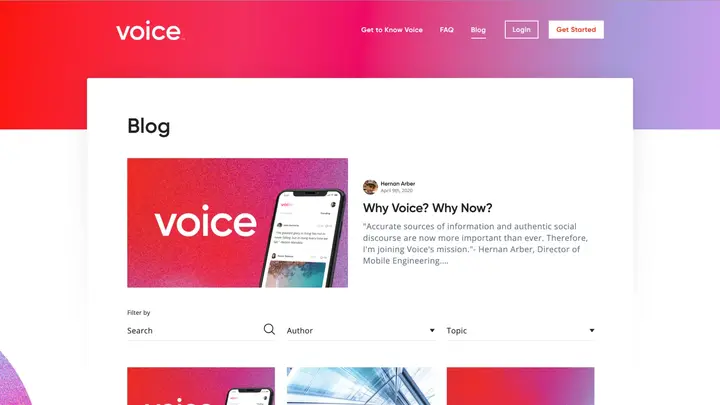 voice
Get to Know Voice
FAQ
Blog
Login
Get Started
Blog
voice
Hernan Arber
April 9th, 2020
Why Voice? Why Now?
"Accurate sources of information and authentic social
discourse are now more important than ever. Therefore,
I'm joining Voice's mission."- Hernan Arber, Director of
Mobile Engineering....
Filter by
Search
Author
Topic